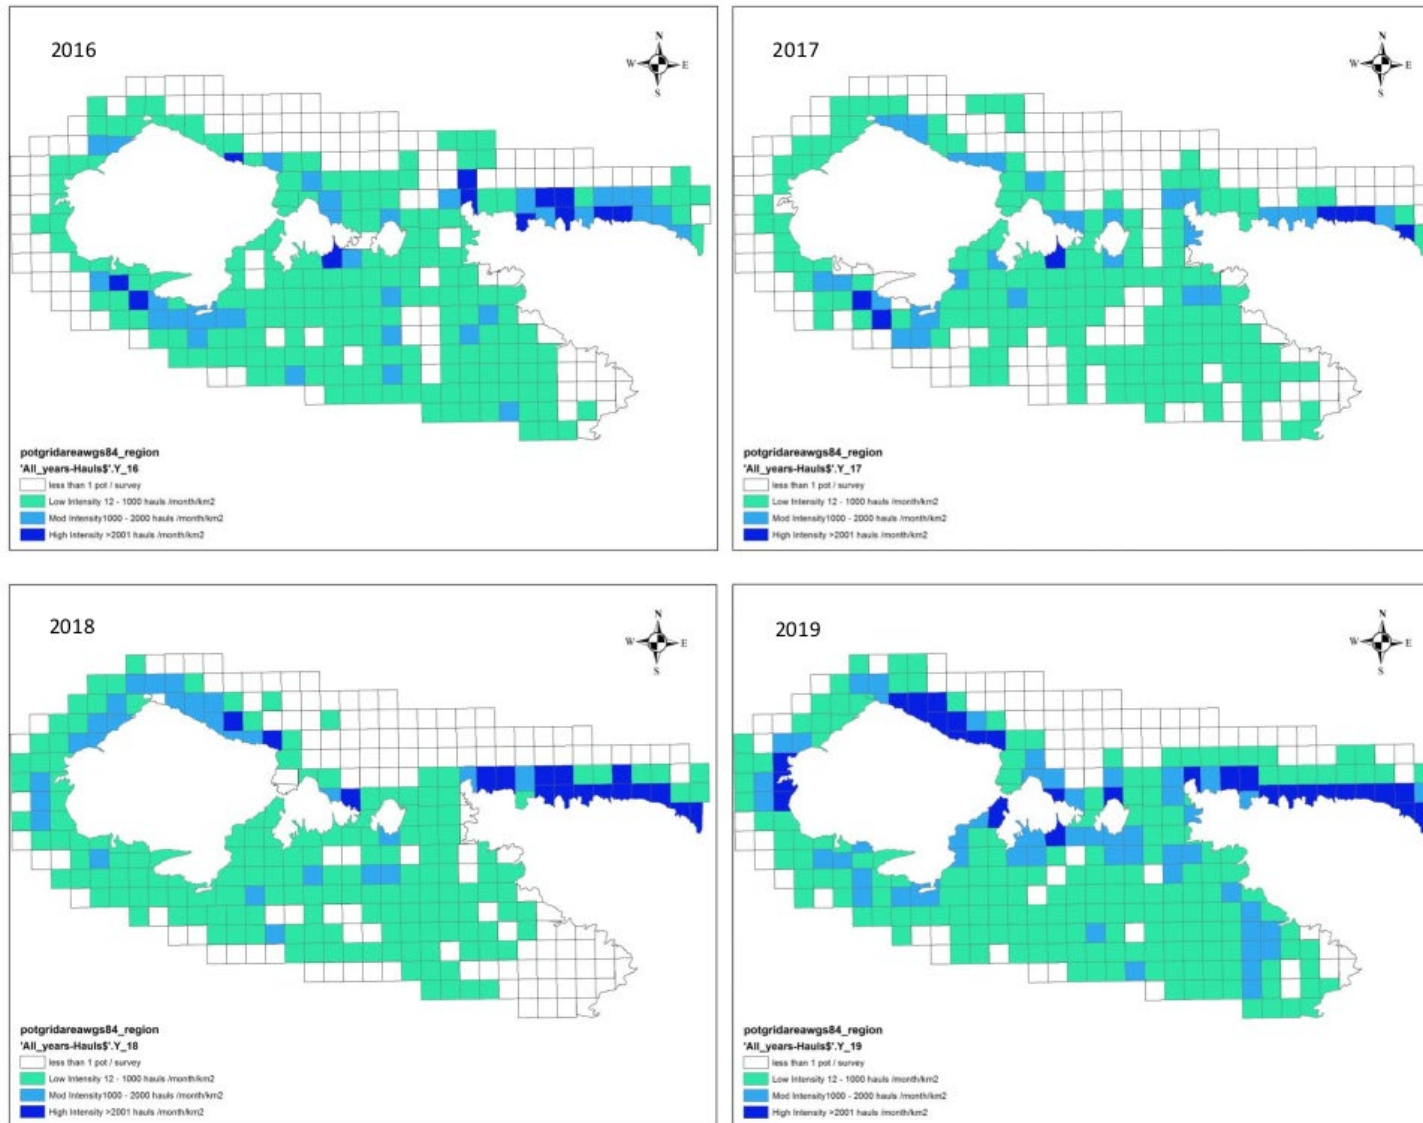 2016
N
W E
S
potgridareawgs84_region
'All_years-Hauls$'.Y_16
less than 1 pot / survey
Low Intensity 12 - 1000 hauls /month/km2
Mod Intensity1000 - 2000 hauls /month/km2
High Intensity >2001 hauls /month/km2
2017
N
W E
S
potgridareawgs84_region
'All_years-Hauls$'.Y_17
less than 1 pot / survey
Low Intensity 12 - 1000 hauls /month/km2
Mod Intensity1000 - 2000 hauls /month/km2
High Intensity >2001 hauls /month/km2
2018
N
W E
S
potgridareawgs84_region
'All_years-Hauls$'.Y_18
less than 1 pot / survey
Low Intensity 12 - 1000 hauls /month/km2
Mod Intensity1000 - 2000 hauls /month/km2
High Intensity >2001 hauls /month/km2
2019
N
W E
S
potgridareawgs84_region
'All_years-Hauls$'.Y_19
less than 1 pot / survey
Low Intensity 12 - 1000 hauls /month/km2
Mod Intensity1000 - 2000 hauls /month/km2
High Intensity >2001 hauls /month/km2